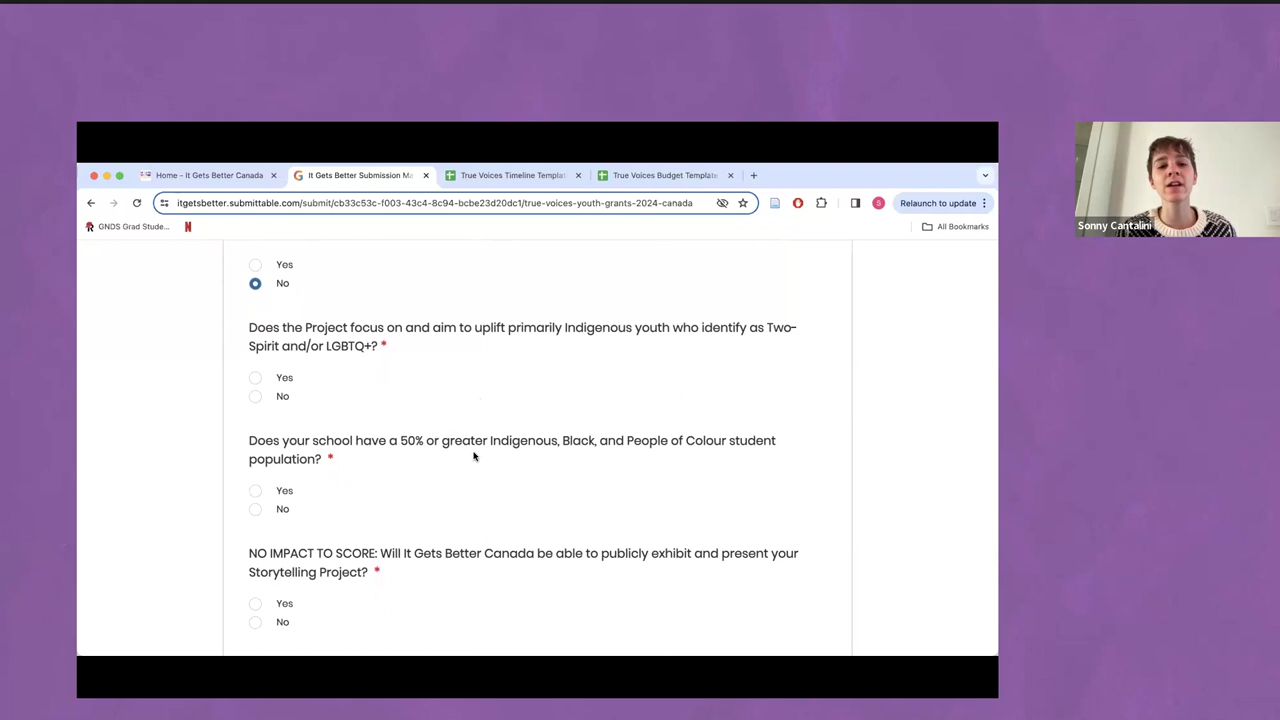 Home - It Gets Better Canada
It Gets Better Submission Ma
True Voices Timeline Templat
True Voices Budget Template
itgetsbetter.submittable.com/submit/cb33c53c-f003-43c4-8c94-bcbe23d20dc1/true-voices-youth-grants-2024-canada
S
Relaunch to update
GNDS Grad Stude...
N
All Bookmarks
Sonny Cantalini
Yes
No
Does the Project focus on and aim to uplift primarily Indigenous youth who identify as Two-
Spirit and/or LGBTQ+? *
Yes
No
Does your school have a 50% or greater Indigenous, Black, and People of Colour student
population? *
Yes
No
NO IMPACT TO SCORE: Will It Gets Better Canada be able to publicly exhibit and present your
Storytelling Project? *
Yes
No